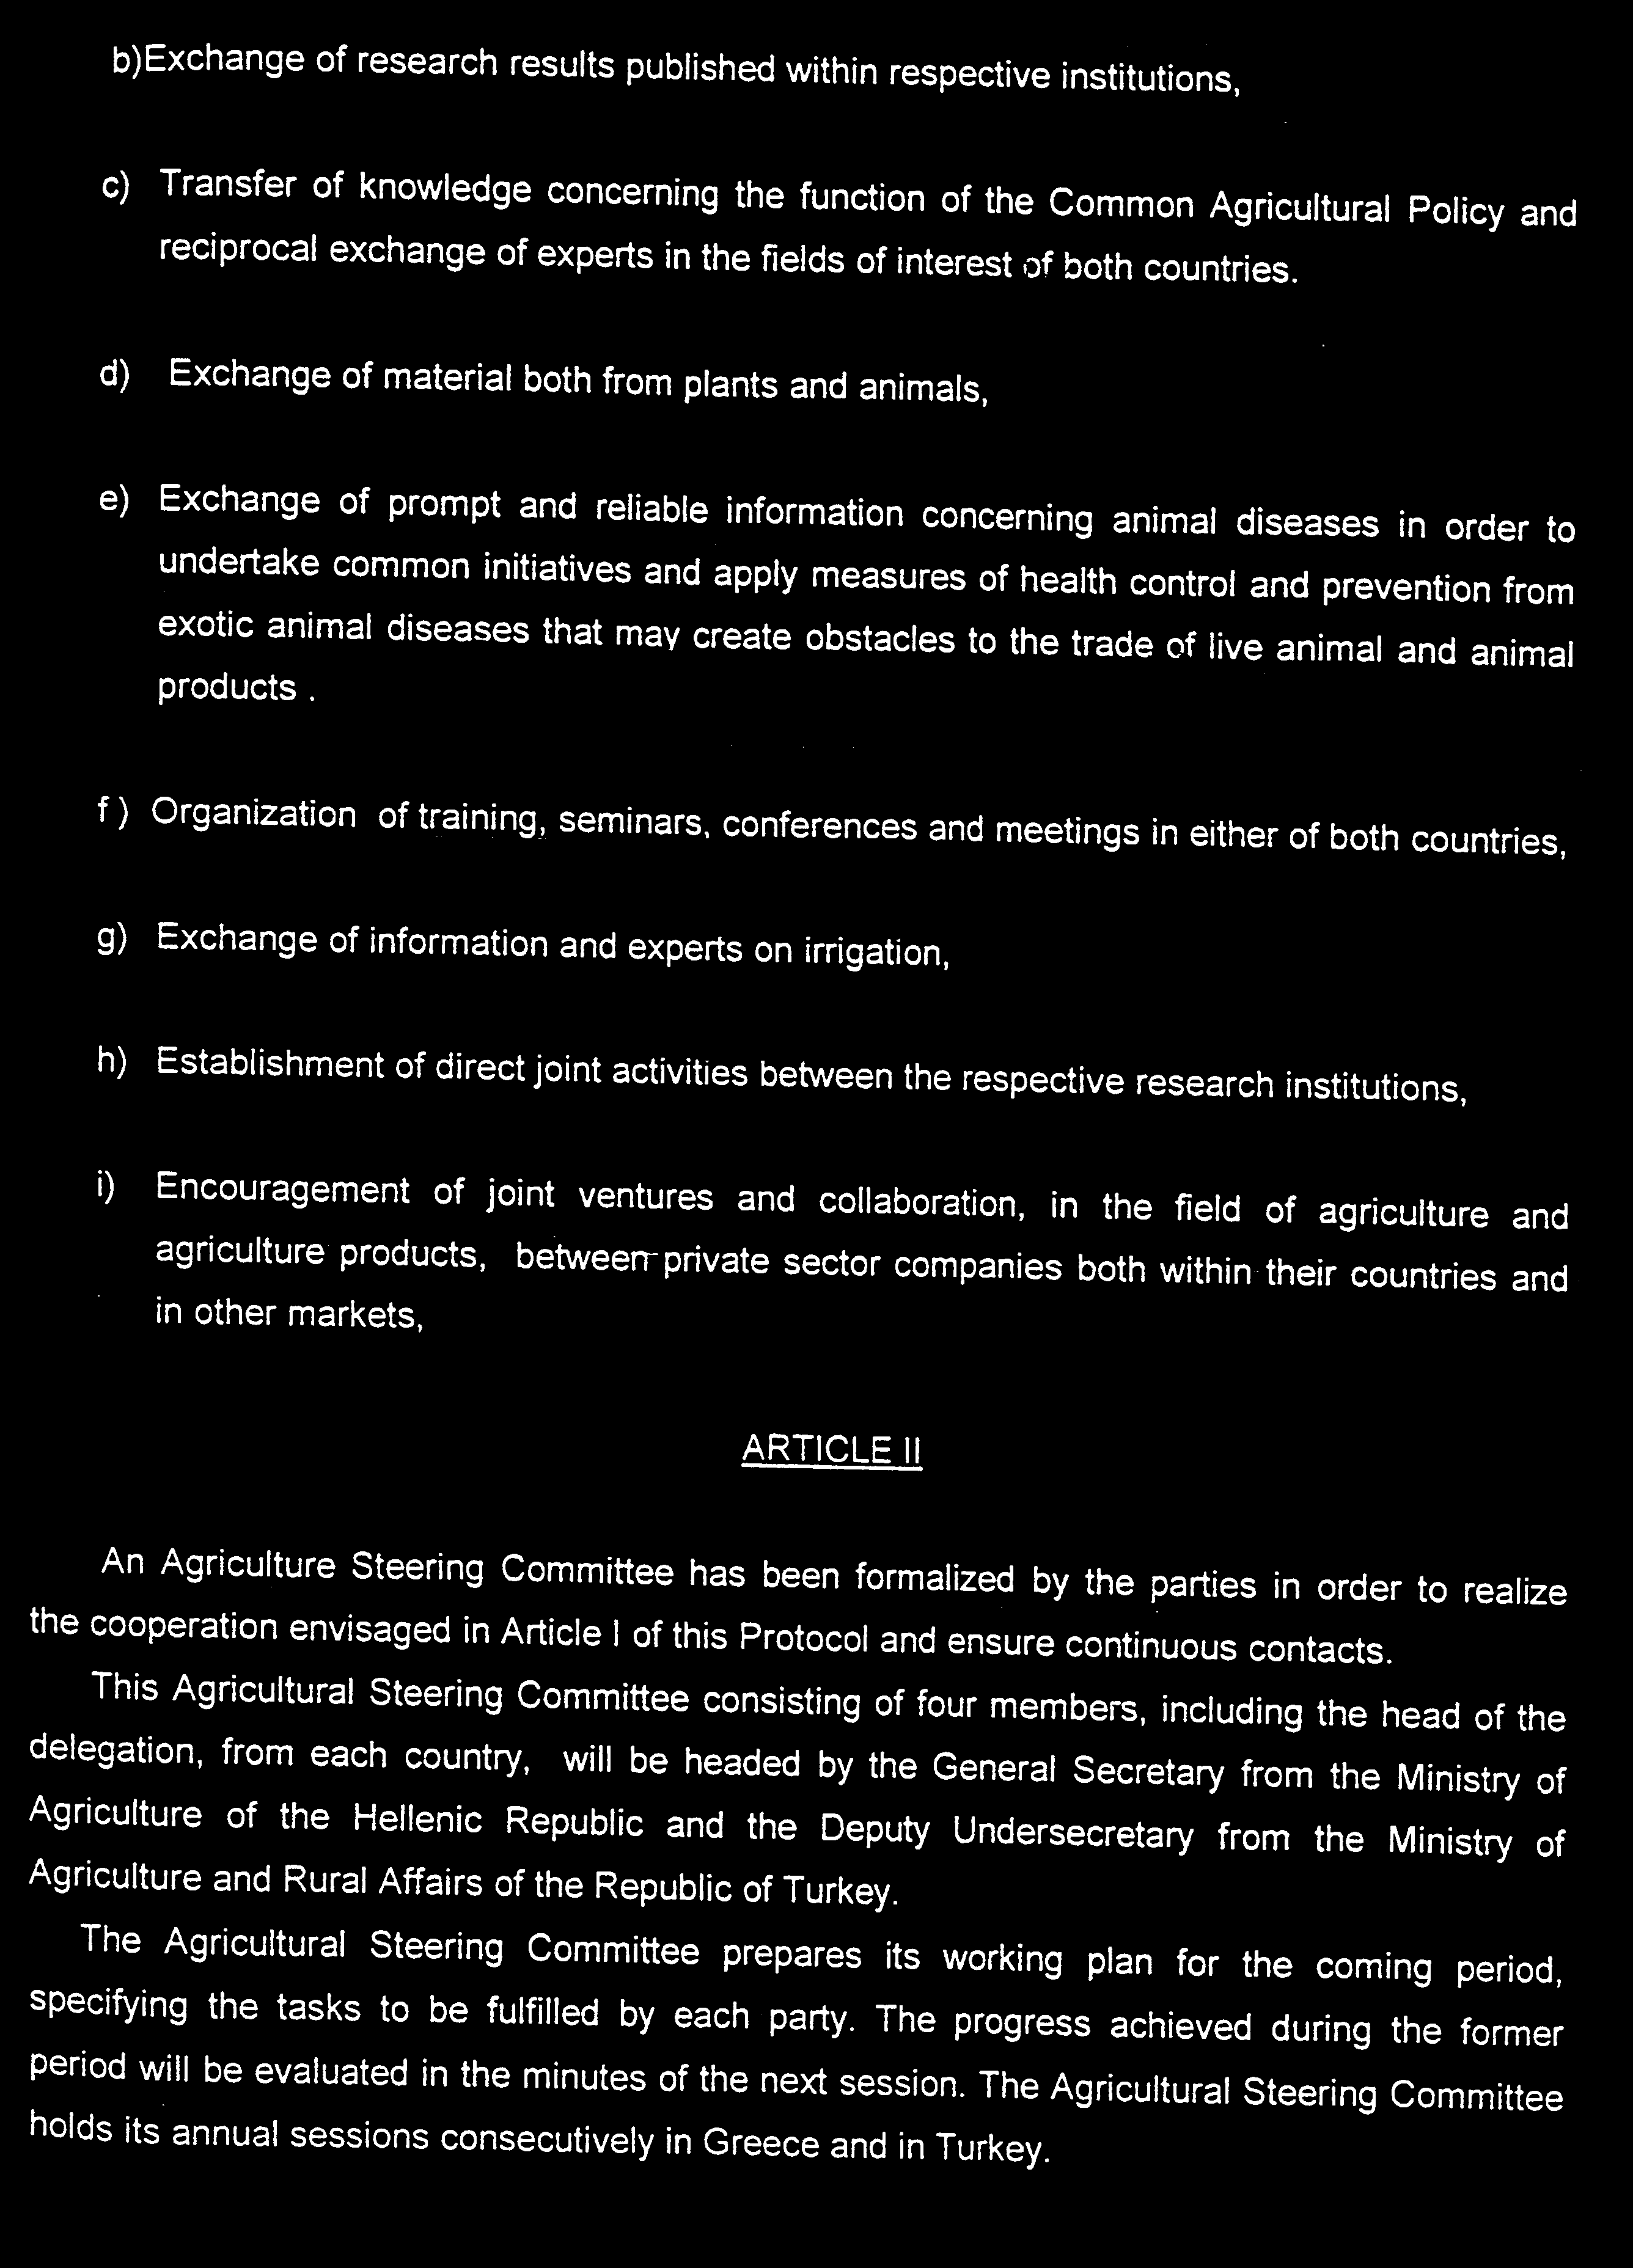 b)Exchange of research results published within respective institutions,
c) Transfer of knowledge concerning the function of the Common Agricultural Policy and
reciprocal exchange of experts in the fields of interest of both countries.
d) Exchange of material both from plants and animals,
e) Exchange of prompt and reliable information concerning animal diseases in order to
undertake common initiatives and apply measures of health control and prevention from
exotic animal diseases that may create obstacles to the trade of live animal and animal
products .
f ) Organization of training, seminars, conferences and meetings in either of both countries,
g) Exchange of information and experts on irrigation,
h) Establishment of direct joint activities between the respective research institutions,
i) Encouragement of joint ventures and collaboration, in the field of agriculture and
agriculture products, between private sector companies both within their countries and
in other markets,
ARTICLE II
An Agriculture Steering Committee has been formalized by the parties in order to realize
the cooperation envisaged in Article I of this Protocol and ensure continuous contacts.
This Agricultural Steering Committee consisting of four members, including the head of the
delegation, from each country, will be headed by the General Secretary from the Ministry of
Agriculture of the Hellenic Republic and the Deputy Undersecretary from the Ministry of
Agriculture and Rural Affairs of the Republic of Turkey.
The Agricultural Steering Committee prepares its working plan for the coming period,
specifying the tasks to be fulfilled by each party. The progress achieved during the former
period will be evaluated in the minutes of the next session. The Agricultural Steering Committee
holds its annual sessions consecutively in Greece and in Turkey.